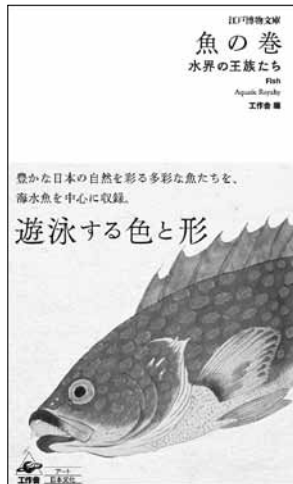 江戸博物文庫
魚の巻
水界の王族たち
Fish
Aquatic Royalty
工作舎 編
豊かな日本の自然を彩る多彩な魚たちを、
海水魚を中心に収録。
遊泳する色と形
工作舎
アート
日本文化